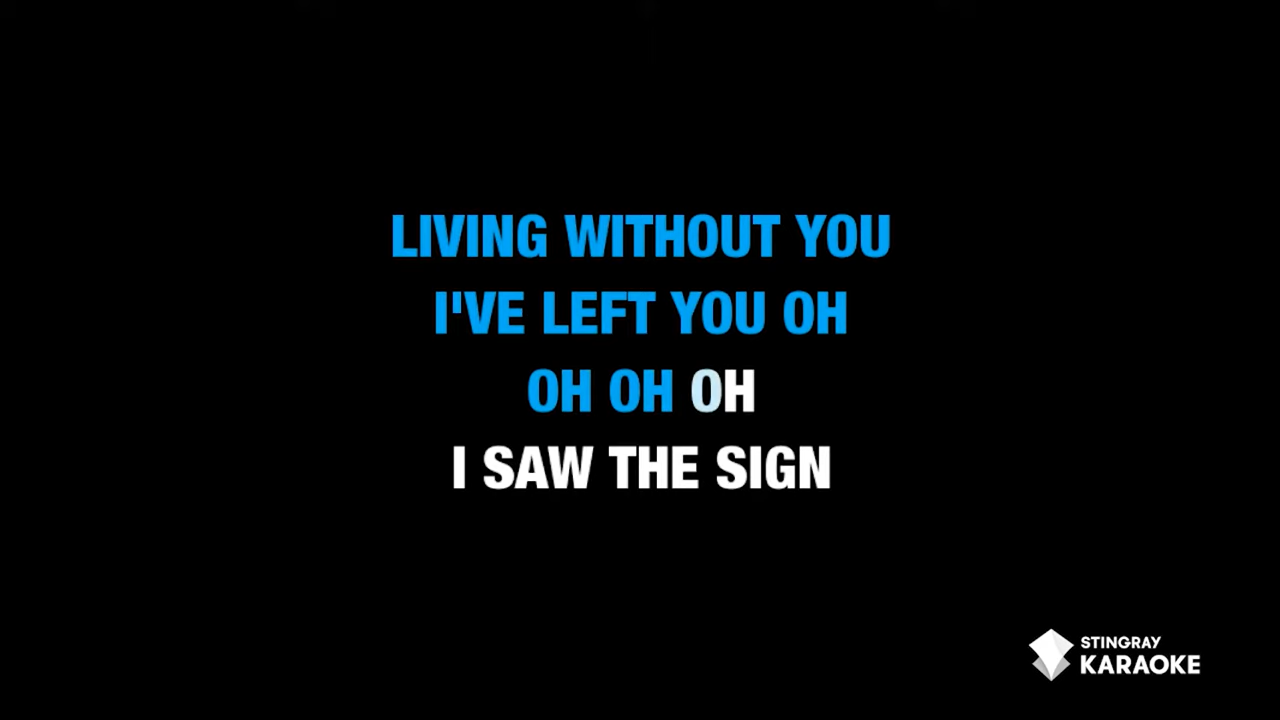 LIVING WITHOUT YOU
I'VE LEFT YOU OH
OH OH OH
I SAW THE SIGN
STINGRAY
KARAOKE